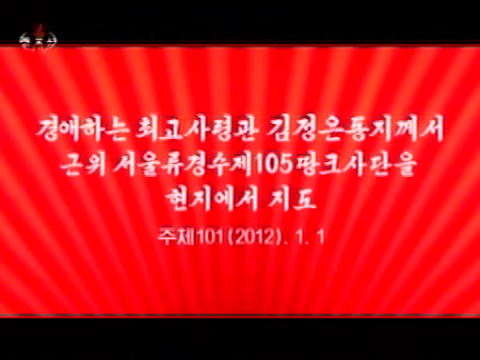 경애하는 최고사령관 김정은동지께서
근위 서울류경수제105땅크사단을
현지에서 지도
주체101(2012). 1. 1